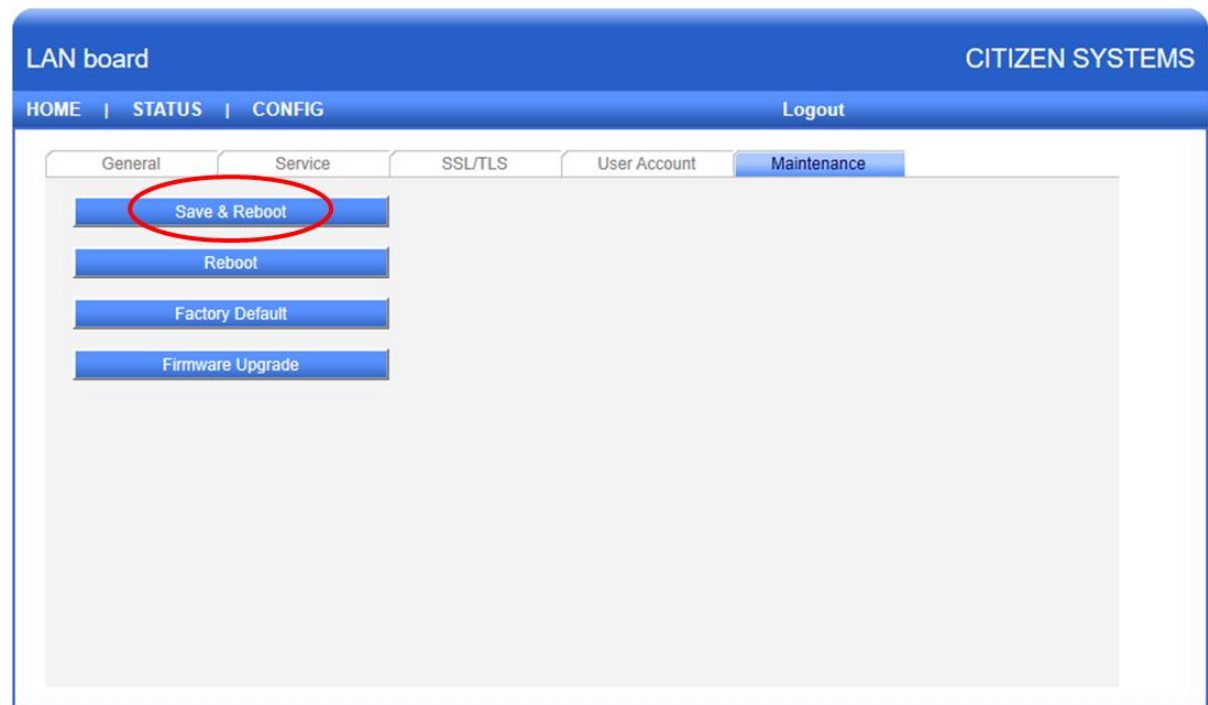 LAN board CITIZEN SYSTEMS
HOME | STATUS | CONFIG Logout
General Service SSL/TLS User Account Maintenance
Save & Reboot
Reboot
Factory Default
Firmware Upgrade